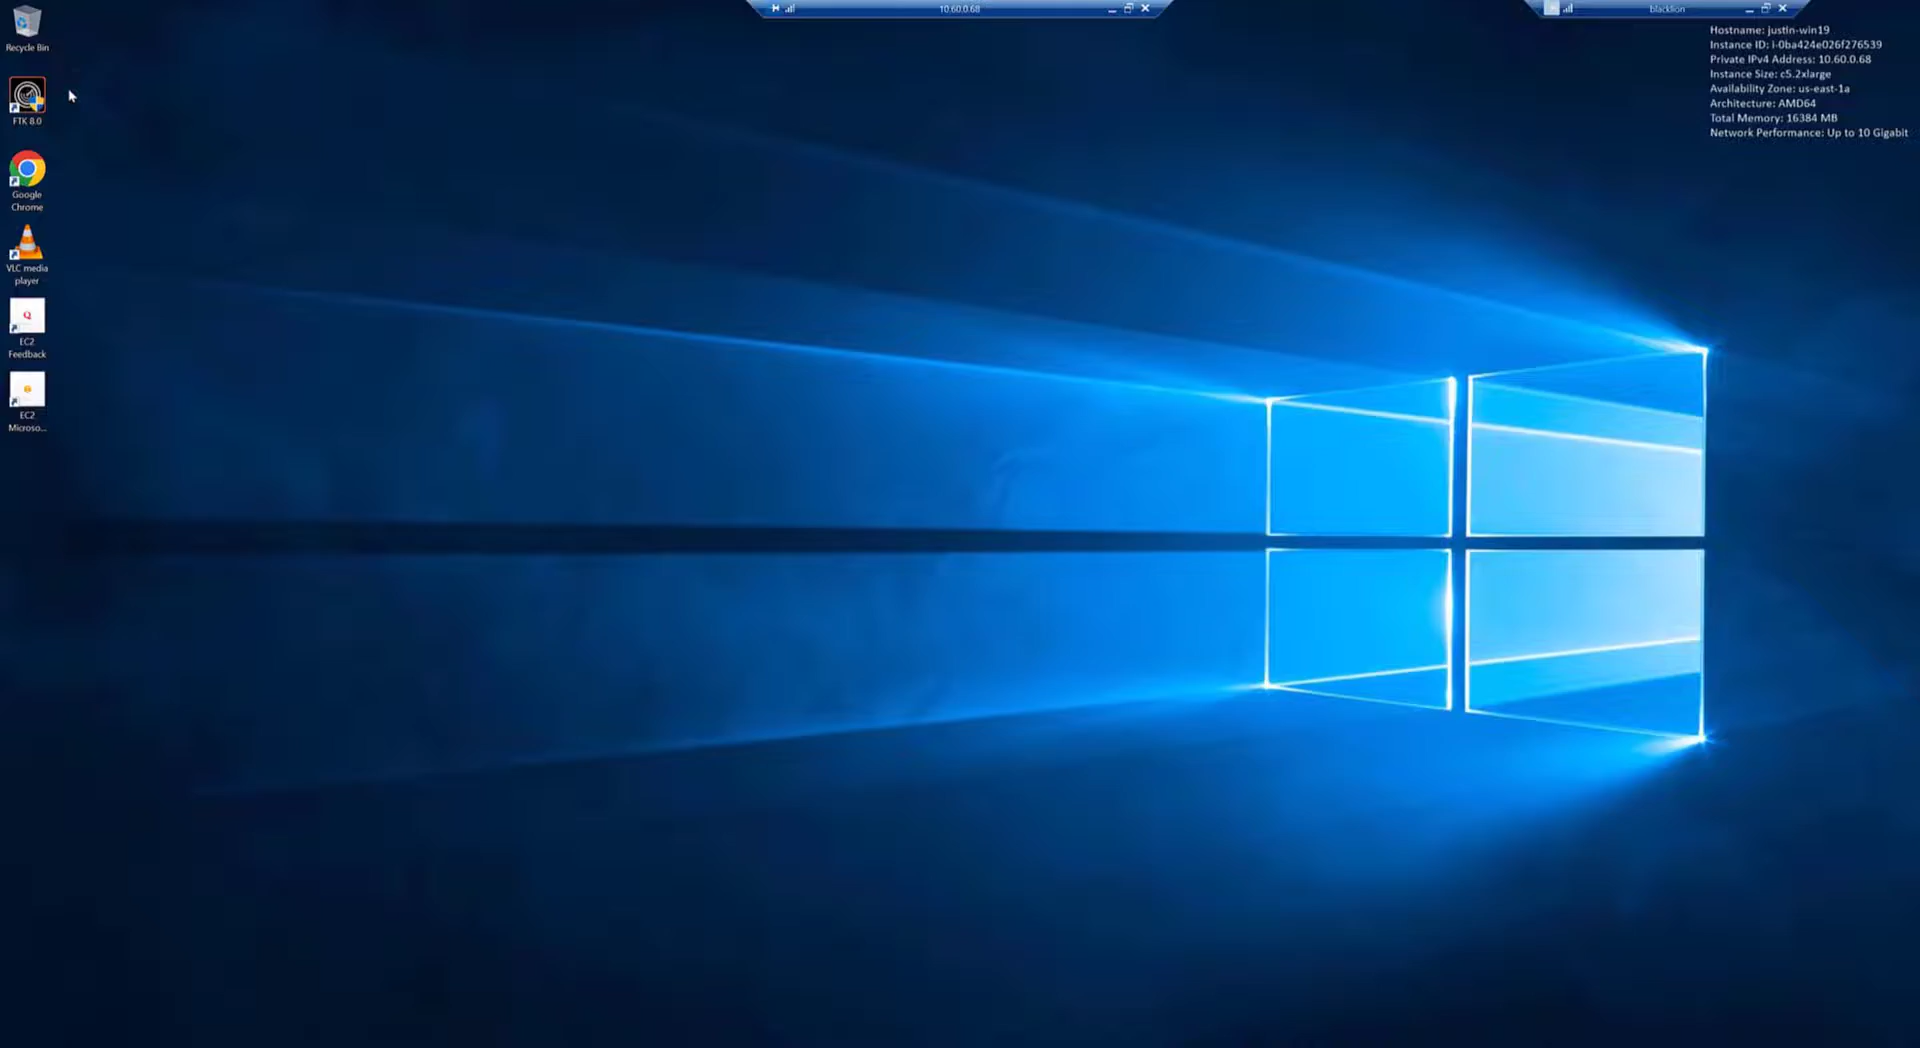 10.60.0.68
blacklion
Hostname: justin-win19
Instance ID: i-0ba424e026f276539
Private IPv4 Address: 10.60.0.68
Instance Size: c5.2xlarge
Availability Zone: us-east-1a
Architecture: AMD64
Total Memory: 16384 MB
Network Performance: Up to 10 Gigabit
Recycle Bin
FTK 8.0
Google
Chrome
VLC media
player
Q
EC2
Feedback
EC2
Microso...